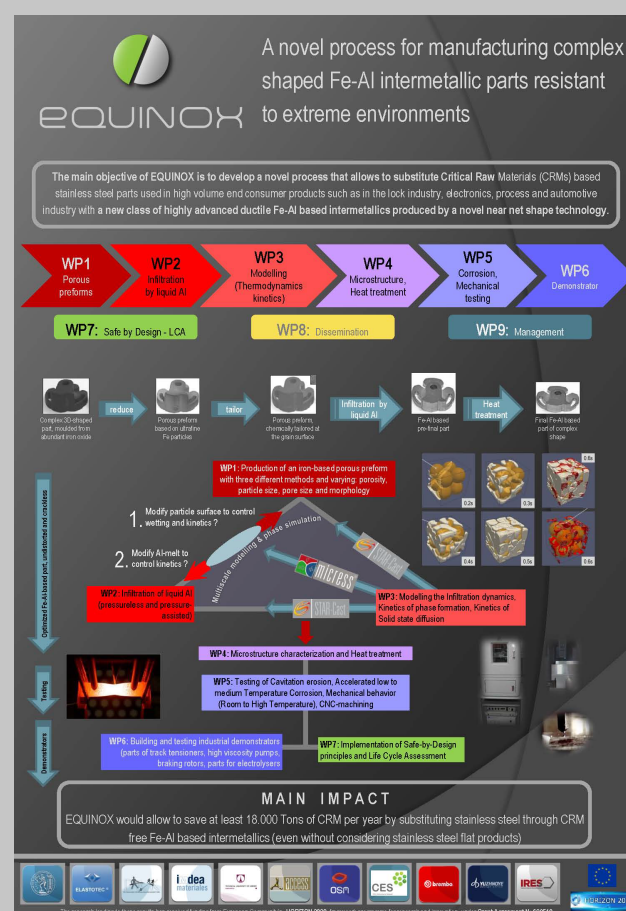 EQUINOX
A novel process for manufacturing complex
shaped Fe-Al intermetallic parts resistant
to extreme environments
The main objective of EQUINOX is to develop a novel process that allows to substitute Critical Raw Materials (CRMs) based
stainless steel parts used in high volume end consumer products such as in the lock industry, electronics, process and automotive
industry with a new class of highly advanced ductile Fe-Al based intermetallics produced by a novel near net shape technology.
WP1
Porous
preforms
WP2
Infiltration
by liquid Al
WP3
Modelling
(Thermodynamics
kinetics)
WP4
Microstructure,
Heat treatment
WP5
Corrosion,
Mechanical
testing
WP6
Demonstrator
WP7: Safe by Design - LCA
WP8: Dissemination
WP9: Management
reduce
tailor
Infiltration by
liquid Al
Heat
treatment
Complex 3D-shaped
part, moulded from
abundant iron oxide
Porous preform
based on ultrafine
Fe particles
Porous preform,
chemically tailored at
the grain surface
Fe-Al based
pre-final part
Final Fe-Al based
part of complex
shape
WP1: Production of an iron-based porous preform
with three different methods and varying: porosity,
particle size, pore size and morphology
0.2s
0.3s
0.6s
0.4s
0.5s
0.6s
1. Modify particle surface to control
wetting and kinetics ?
2. Modify Al-melt to
control kinetics ?
Multiscale modelling & phase simulation
STAR-Cast
micress
STAR-Cast
WP2: Infiltration of liquid Al
(pressureless and pressure-
assisted)
WP3: Modelling the Infiltration dynamics,
Kinetics of phase formation, Kinetics of
Solid state diffusion
Optimized Fe-Al based part, undistorted and crackless
Testing
Demonstrators
WP4: Microstructure characterization and Heat treatment
WP5: Testing of Cavitation erosion, Accelerated low to
medium Temperature Corrosion, Mechanical behavior
(Room to High Temperature), CNC-machining
WP6: Building and testing industrial demonstrators
(parts of track tensioners, high viscosity pumps,
braking rotors, parts for electrolysers
WP7: Implementation of Safe-by-Design
principles and Life Cycle Assessment
MAIN IMPACT
EQUINOX would allow to save at least 18.000 Tons of CRM per year by substituting stainless steel through CRM
free Fe-Al based intermetallics (even without considering stainless steel flat products)
ELASTOTEC
materiales
access
OSM
CES
brembo
IRES
HORIZON 20